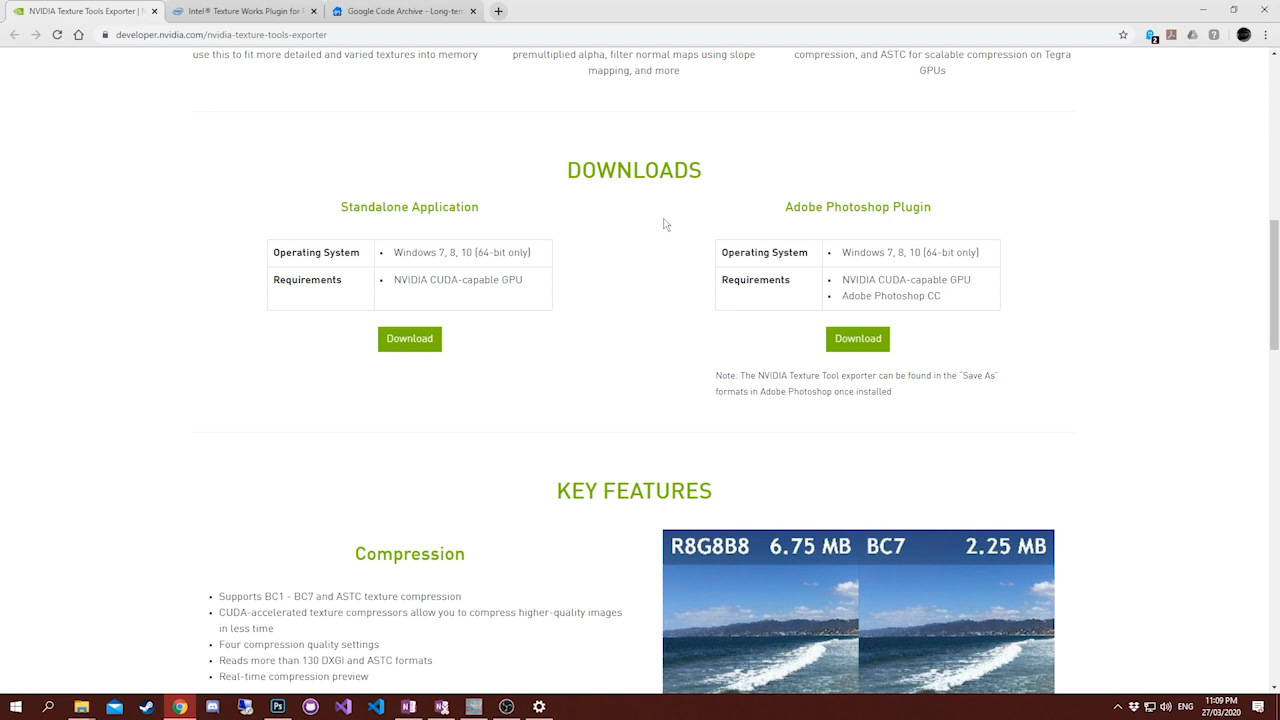 NVIDIA Texture Tools Exporter | N
Intel® Texture Works Plugin for
Google Code Archive - Long-term
developer.nvidia.com/nvidia-texture-tools-exporter
2
use this to fit more detailed and varied textures into memory
premultiplied alpha, filter normal maps using slope
mapping, and more
compression, and ASTC for scalable compression on Tegra
GPUs
DOWNLOADS
Standalone Application
Operating System
• Windows 7, 8, 10 (64-bit only)
Requirements
• NVIDIA CUDA-capable GPU
Download
Adobe Photoshop Plugin
Operating System
• Windows 7, 8, 10 (64-bit only)
Requirements
• NVIDIA CUDA-capable GPU
• Adobe Photoshop CC
Download
Note: The NVIDIA Texture Tool exporter can be found in the "Save As"
formats in Adobe Photoshop once installed
KEY FEATURES
Compression
• Supports BC1 - BC7 and ASTC texture compression
• CUDA-accelerated texture compressors allow you to compress higher-quality images
in less time
• Four compression quality settings
• Reads more than 130 DXGI and ASTC formats
• Real-time compression preview
R8G8B8 6.75 MB BC7 2.25 MB
Ps
ENG
11:09 PM
27/03/2020